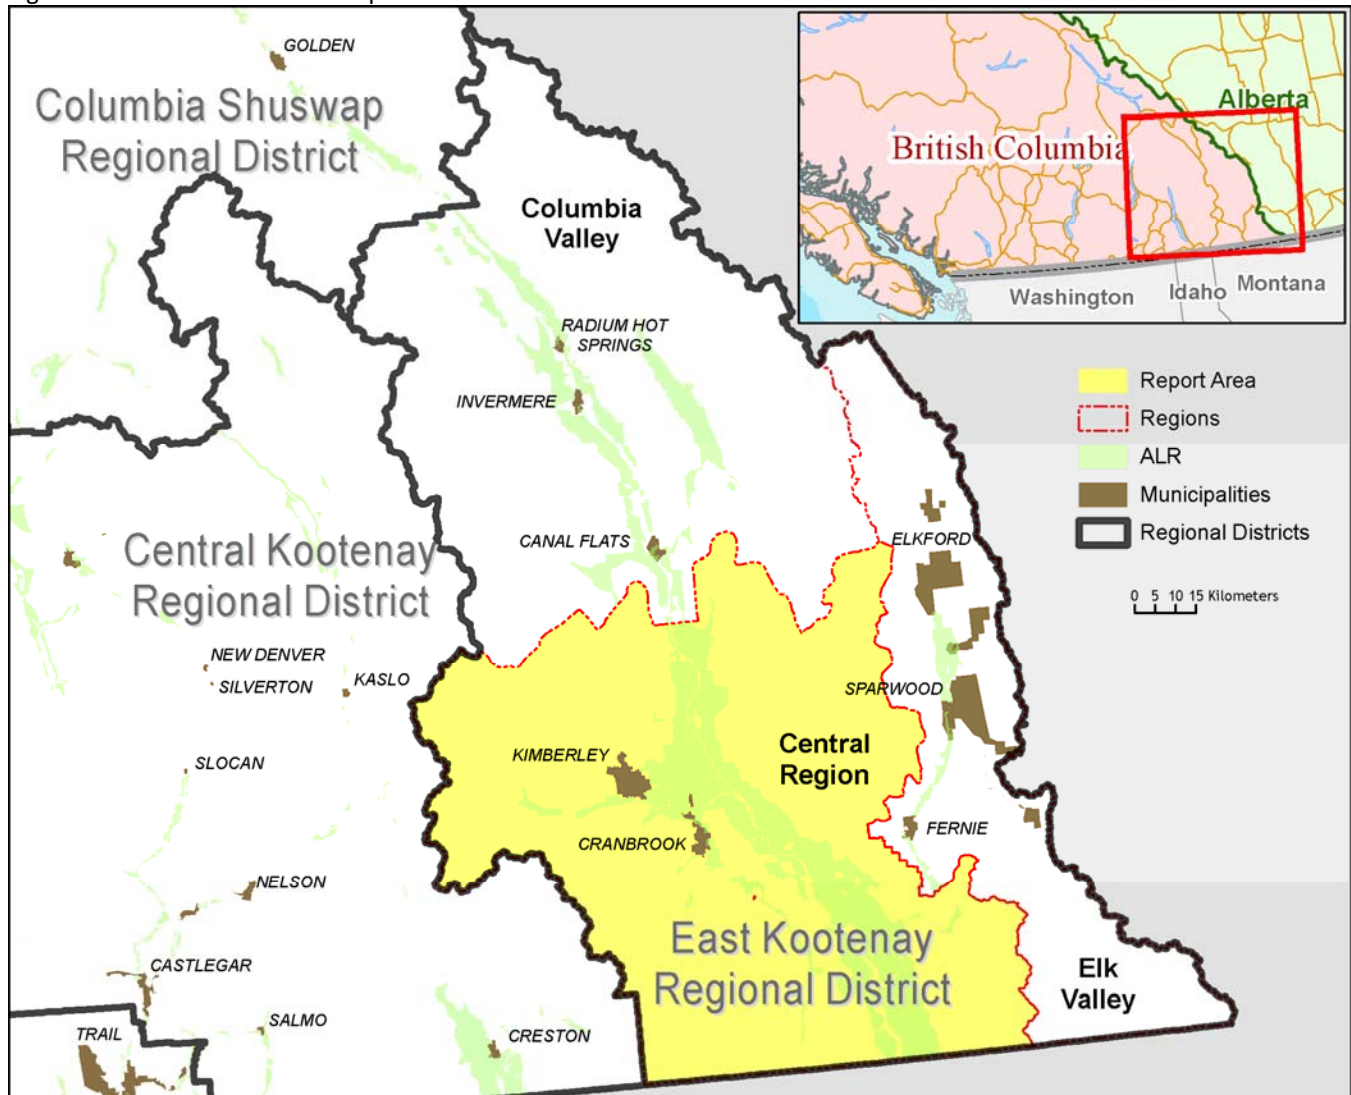 GOLDEN
Columbia Shuswap
Regional District
Columbia
Valley
RADIUM HOT
SPRINGS
INVERMERE
CANAL FLATS
ELKFORD
Central Kootenay
Regional District
NEW DENVER
SILVERTON
KASLO
SPARWOOD
SLOCAN
KIMBERLEY
Central
Region
CRANBROOK
FERNIE
NELSON
East Kootenay
Regional District
CASTLEGAR
Elk
Valley
SALMO
TRAIL
CRESTON
Alberta
British Columbia
Washington
Idaho
Montana
Report Area
Regions
ALR
Municipalities
Regional Districts
0 5 10 15 Kilometers